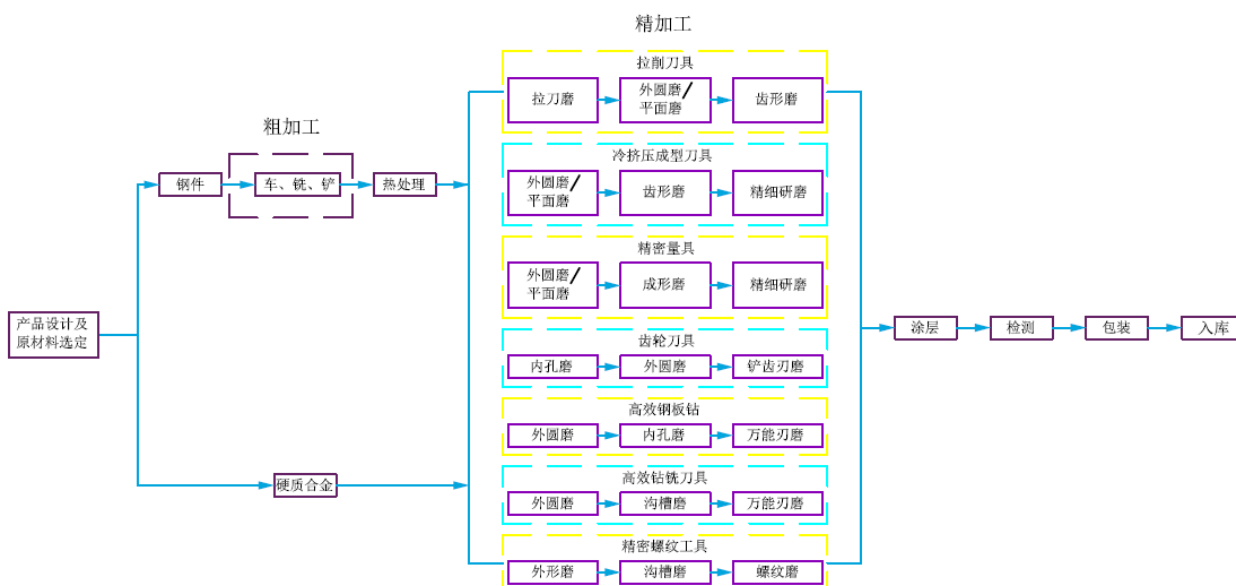 精加工
拉削刀具
拉刀磨
外圆磨/
平面磨
齿形磨
粗加工
冷挤压成型刀具
钢件
车、铣、铲
热处理
外圆磨/
平面磨
齿形磨
精细研磨
精密量具
外圆磨/
平面磨
成形磨
精细研磨
产品设计及
原材料选定
涂层
检测
包装
入库
齿轮刀具
内孔磨
外圆磨
铲齿刃磨
高效钢板钻
外圆磨
内孔磨
万能刃磨
硬质合金
高效钻铣刀具
外圆磨
沟槽磨
万能刃磨
精密螺纹工具
外形磨
沟槽磨
螺纹磨